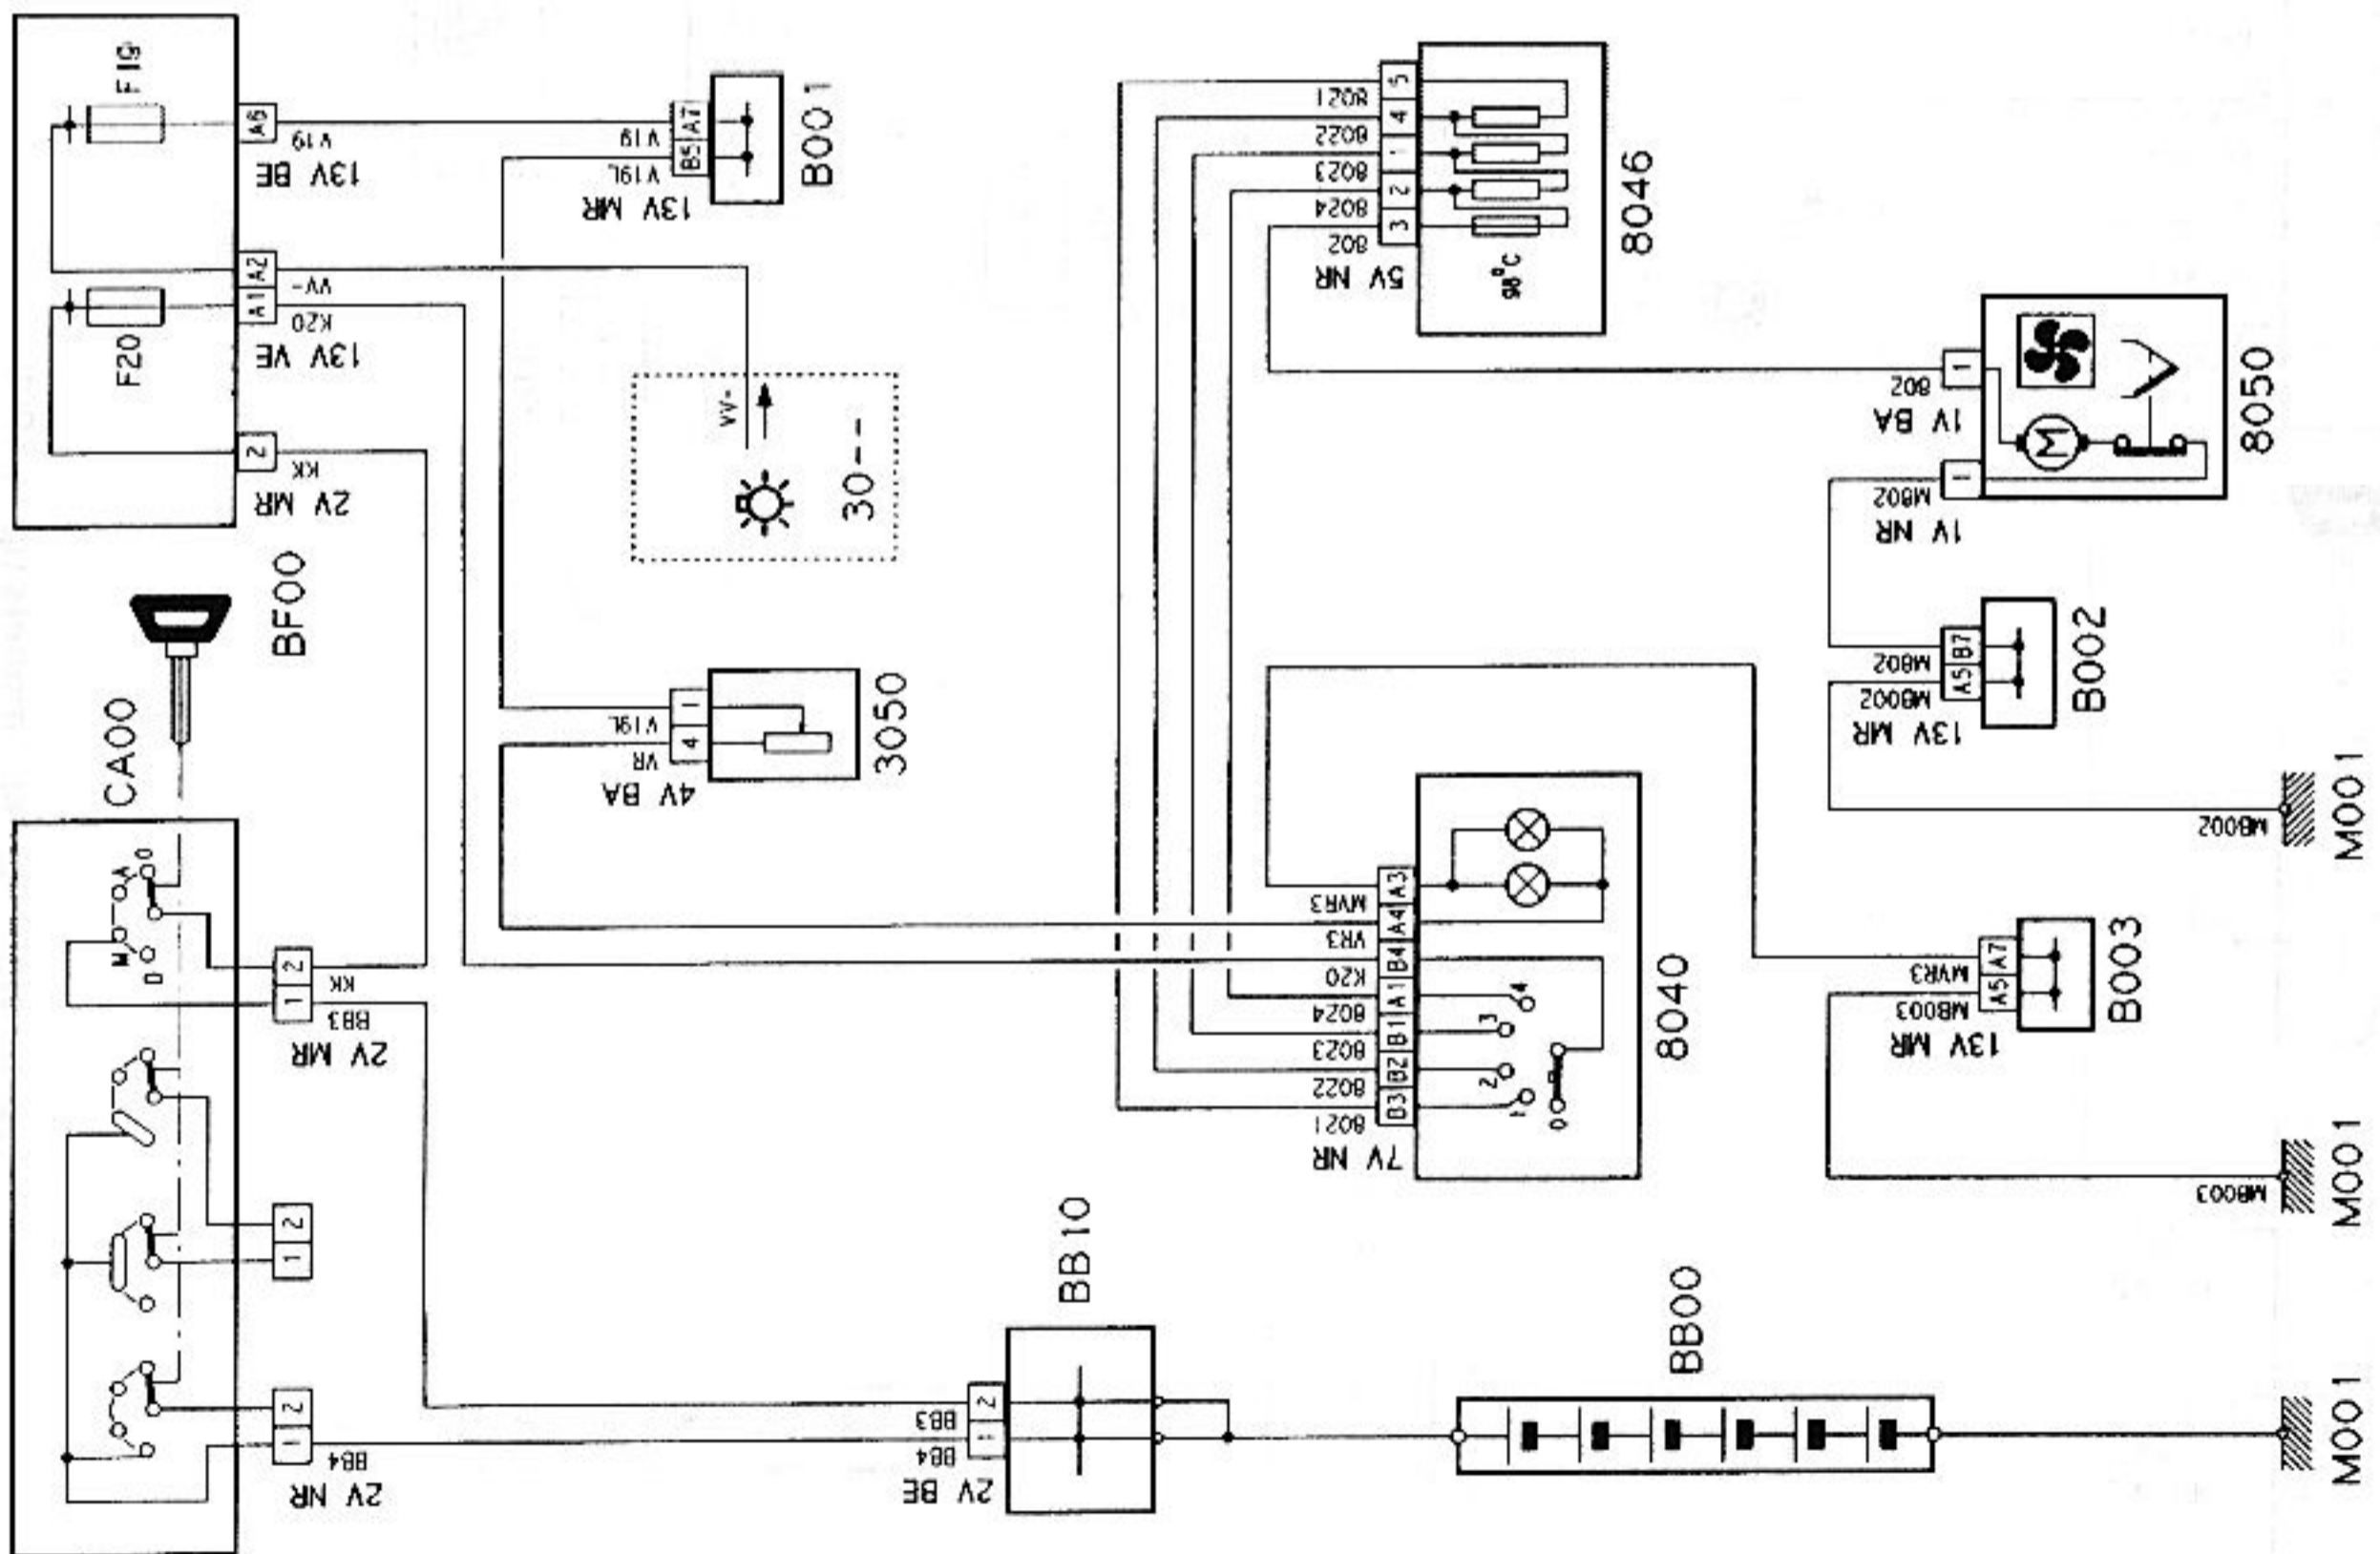 F19
F20
A6
V19
13V BE
A2
VV-
A1
K20
13V VE
2
KK
2V MR
BF00
V19
A7
V19L
B5
13V MR
B001
VV-
30--
CA00
O
A
M
D
2
KK
1
BB3
2V MR
2
1
2
1
BB4
2V NR
1
V19L
4
VR
4V BA
3050
5
8021
4
8022
1
8023
2
8024
3
802
5V NR
98°C
8046
A3
MVR3
A4
VR3
B4
K20
A1
8024
B1
8023
B2
8022
B3
8021
7V NR
4
3
2
1
0
8040
1
802
1V BA
1
M802
1V NR
M
8050
B7
M802
A5
MB002
13V MR
B002
MB002
M001
A7
MVR3
A5
MB003
13V MR
B003
MB003
M001
2
BB3
1
BB4
2V BE
BB10
BB00
M001